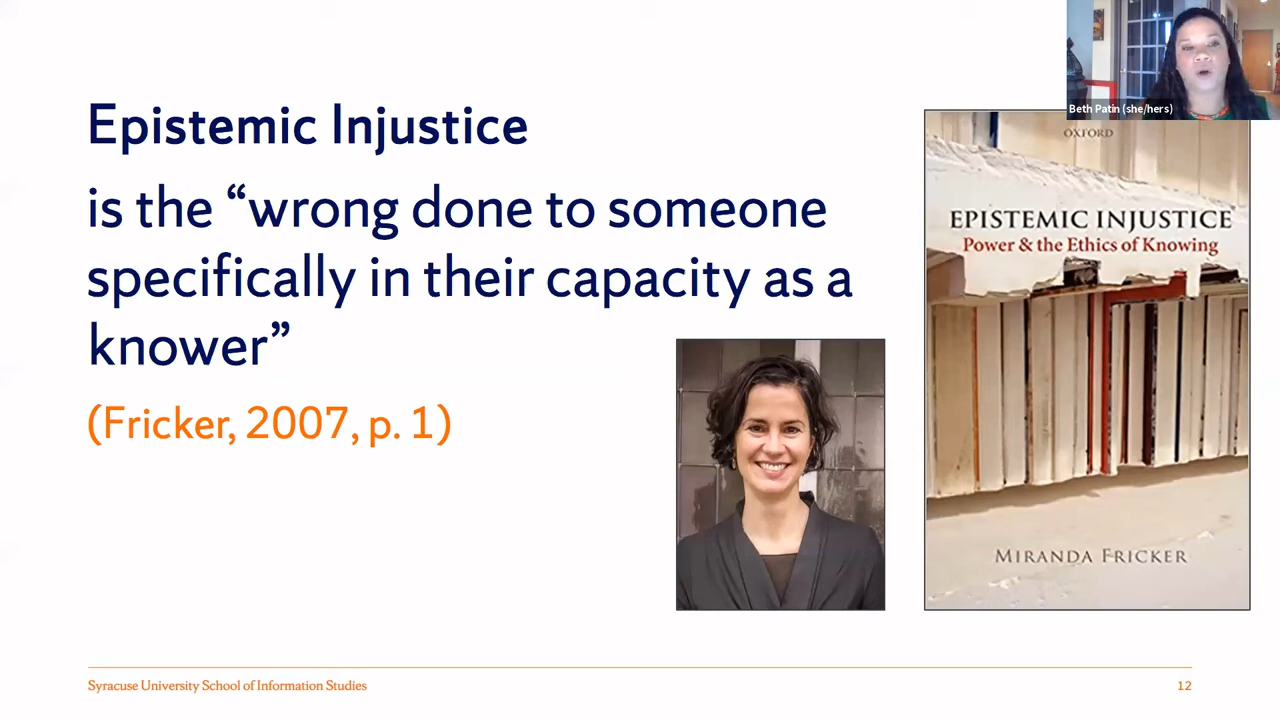 Beth Patin (she/hers)
Epistemic Injustice
is the “wrong done to someone
specifically in their capacity as a
knower”
(Fricker, 2007, p. 1)
OXFORD
EPISTEMIC INJUSTICE
Power & the Ethics of Knowing
MIRANDA FRICKER
Syracuse University School of Information Studies
12